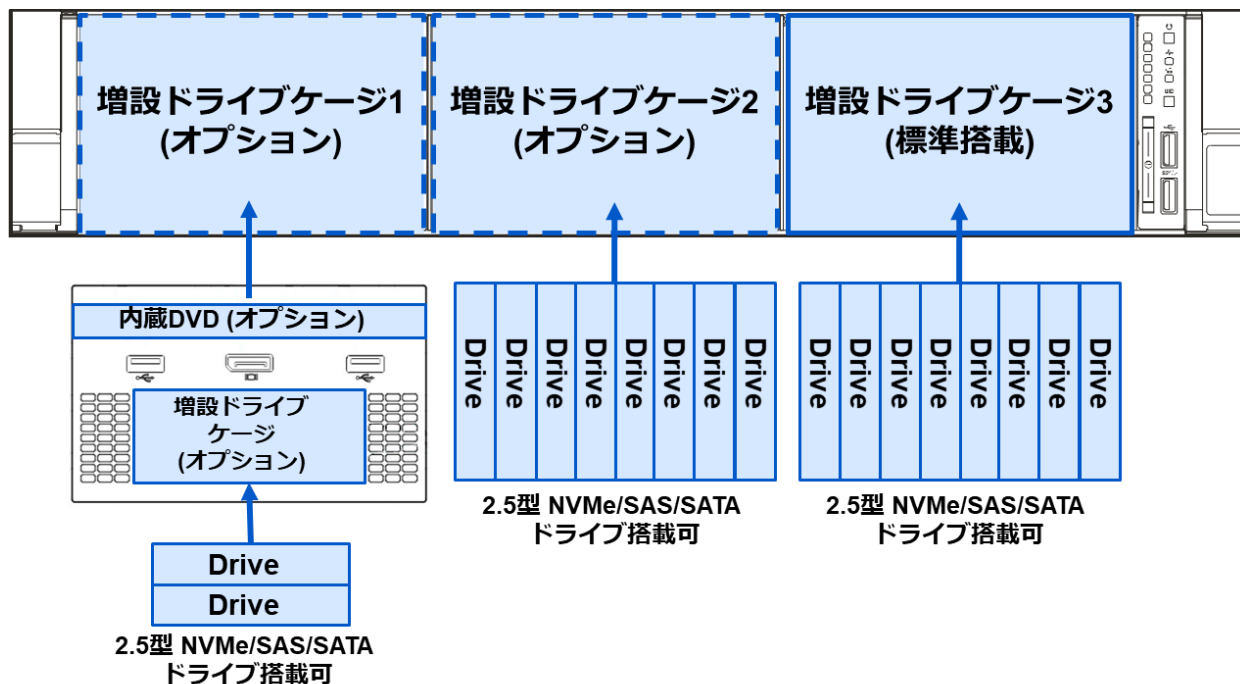 増設ドライブケージ1
(オプション)
増設ドライブケージ2
(オプション)
増設ドライブケージ3
(標準搭載)
内蔵DVD (オプション)
増設ドライブ
ケージ
(オプション)
Drive
Drive
2.5型 NVMe/SAS/SATA
ドライブ搭載可
Drive
Drive
Drive
Drive
Drive
Drive
Drive
Drive
2.5型 NVMe/SAS/SATA
ドライブ搭載可
Drive
Drive
Drive
Drive
Drive
Drive
Drive
Drive
2.5型 NVMe/SAS/SATA
ドライブ搭載可